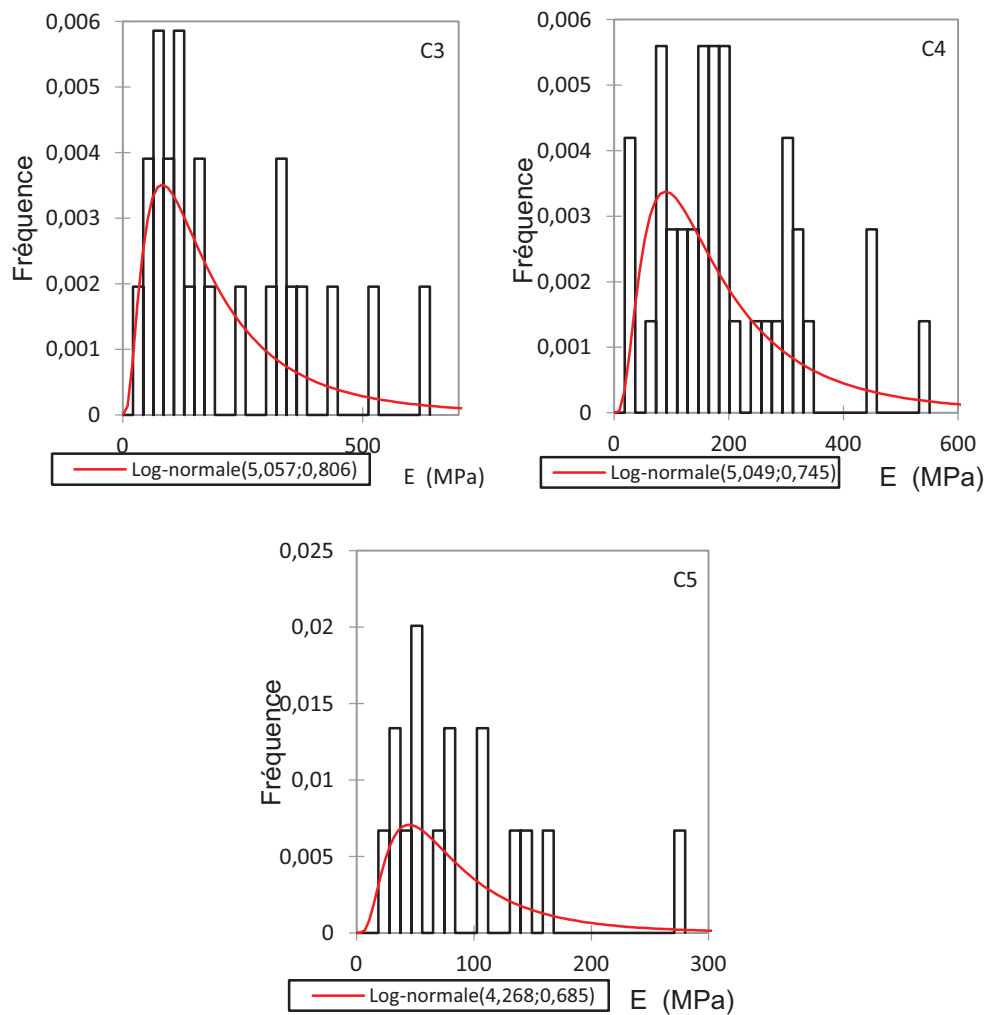 C3
Fréquence
0,006
0,005
0,004
0,003
0,002
0,001
0
0
500
Log-normale(5,057;0,806)
E (MPa)
C4
Fréquence
0,006
0,005
0,004
0,003
0,002
0,001
0
0
200
400
600
Log-normale(5,049;0,745)
E (MPa)
C5
Fréquence
0,025
0,02
0,015
0,01
0,005
0
0
100
200
300
Log-normale(4,268;0,685)
E (MPa)